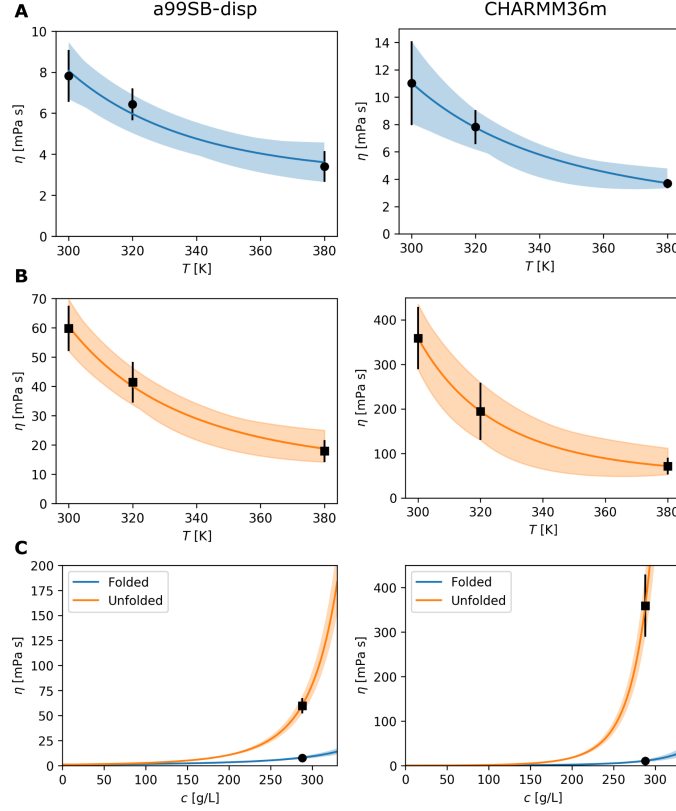 a99SB-disp CHARMM36m
A
10
8
6
4
2
0
η [mPa s]
300 320 340 360 380
T [K]
14
12
10
8
6
4
2
0
η [mPa s]
300 320 340 360 380
T [K]
B
70
60
50
40
30
20
10
0
η [mPa s]
300 320 340 360 380
T [K]
400
300
200
100
0
η [mPa s]
300 320 340 360 380
T [K]
C
200
175
150
125
100
75
50
25
0
η [mPa s]
Folded
Unfolded
0 50 100 150 200 250 300
c [g/L]
400
300
200
100
0
η [mPa s]
Folded
Unfolded
0 50 100 150 200 250 300
c [g/L]